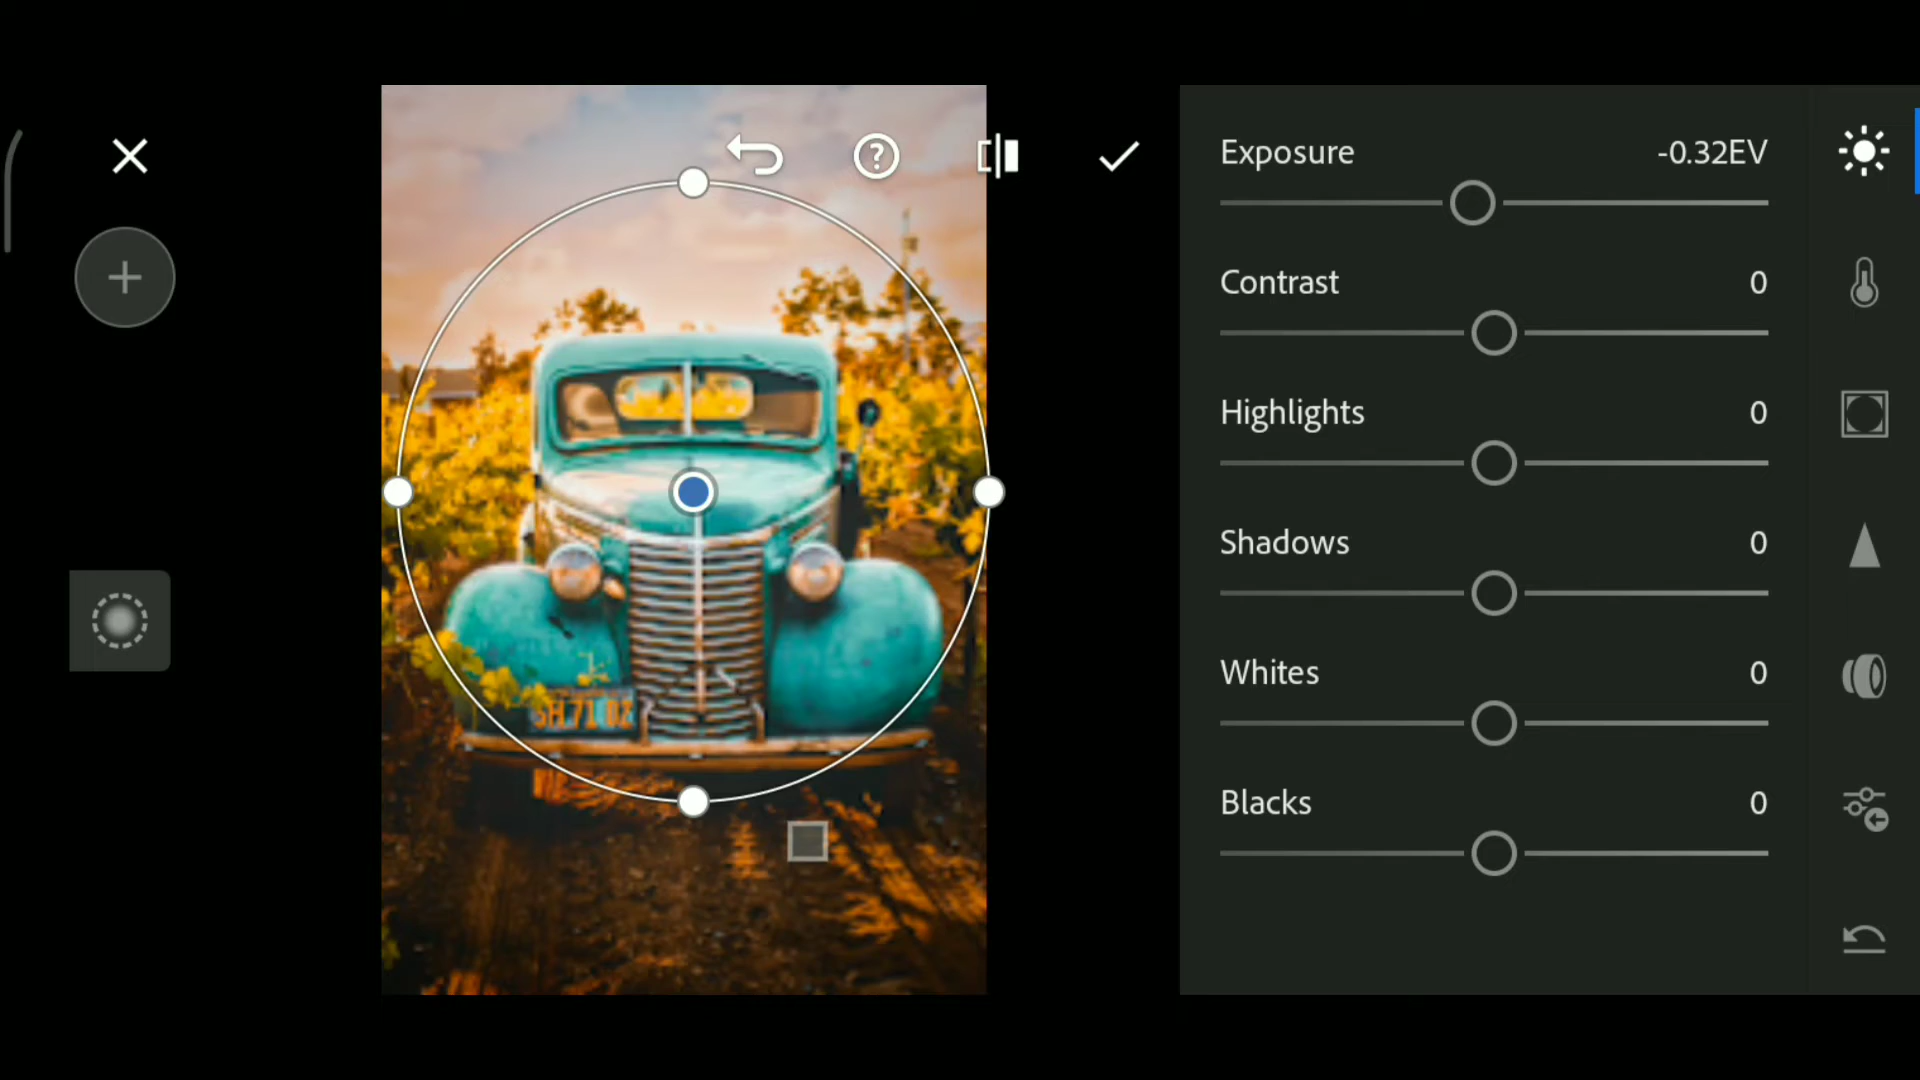 Exposure -0.32EV
Contrast 0
Highlights 0
Shadows 0
Whites 0
Blacks 0